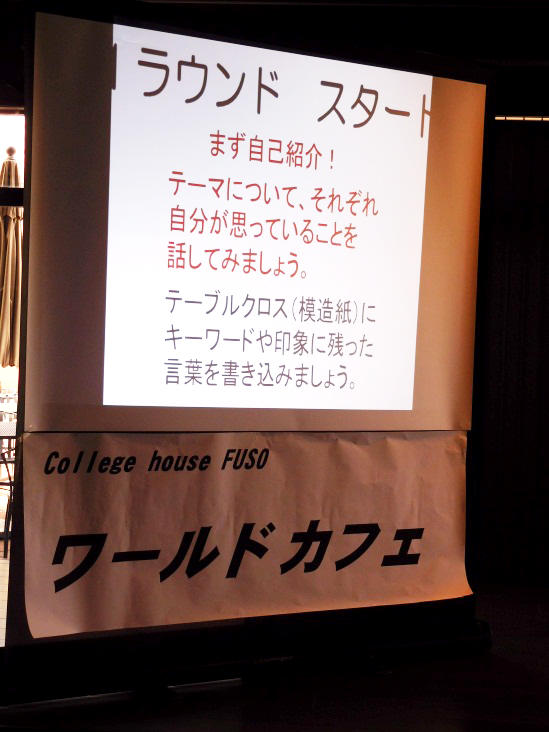 1ラウンド スタート
まず自己紹介！
テーマについて、それぞれ
自分が思っていることを
話してみましょう。
テーブルクロス（模造紙）に
キーワードや印象に残った
言葉を書き込みましょう。
College house FUSO
ワールドカフェ